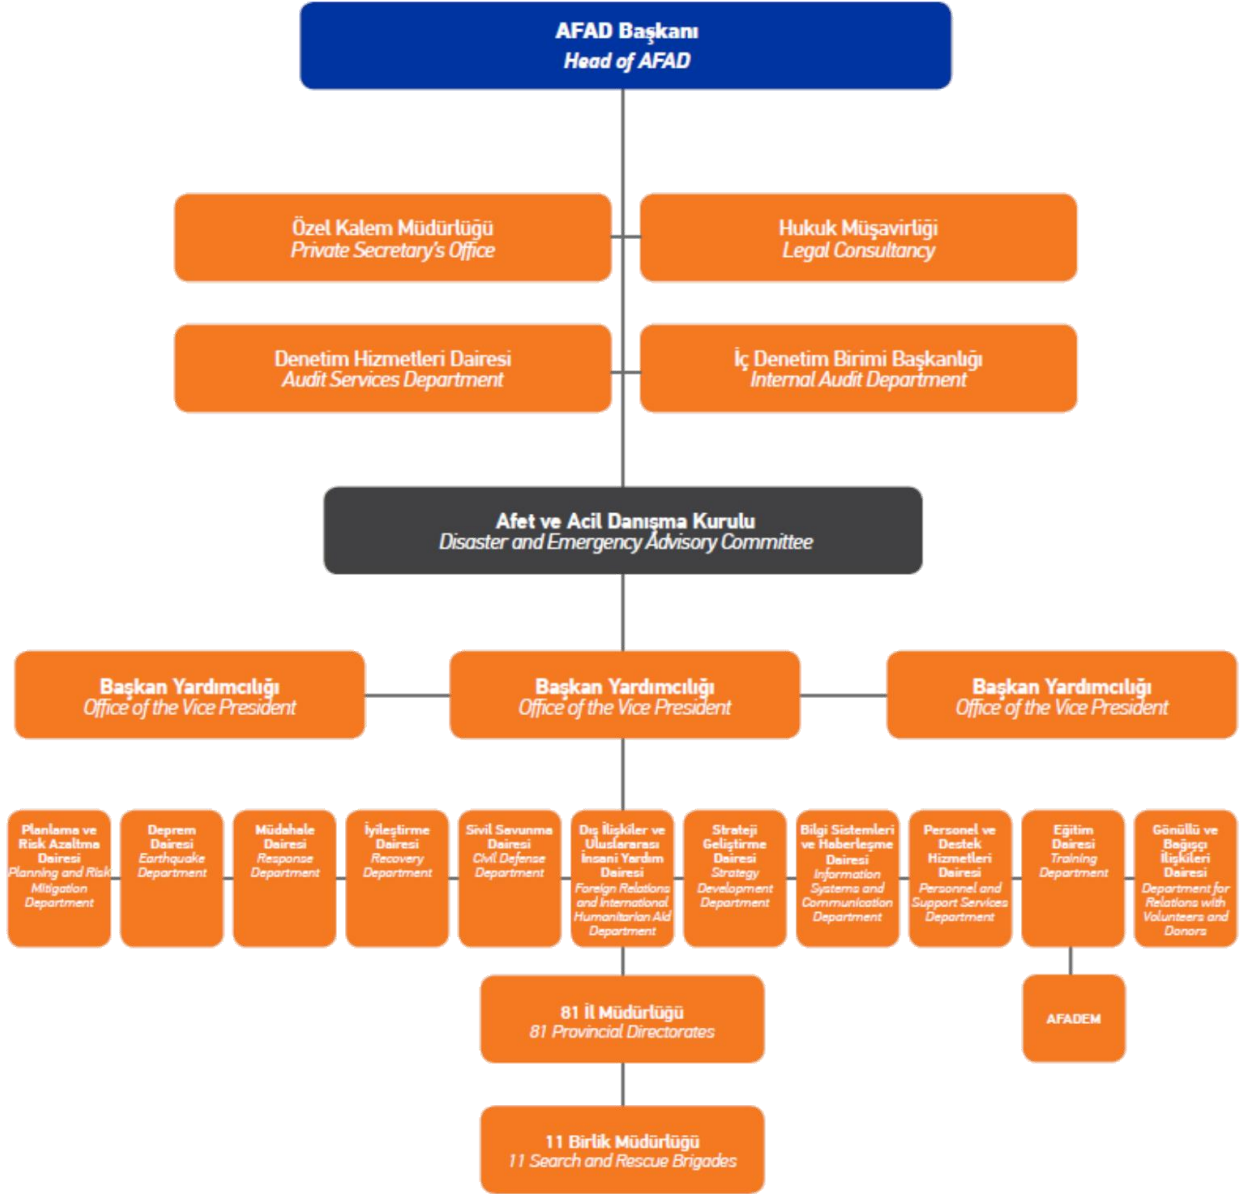 AFAD Başkanı
Head of AFAD
Özel Kalem Müdürlüğü
Private Secretary's Office
Hukuk Müşavirliği
Legal Consultancy
Denetim Hizmetleri Dairesi
Audit Services Department
İç Denetim Birimi Başkanlığı
Internal Audit Department
Afet ve Acil Danışma Kurulu
Disaster and Emergency Advisory Committee
Başkan Yardımcılığı
Office of the Vice President
Başkan Yardımcılığı
Office of the Vice President
Başkan Yardımcılığı
Office of the Vice President
Planlama ve
Risk Azaltma
Dairesi
Planning and Risk
Mitigation
Department
Deprem
Dairesi
Earthquake
Department
Müdahale
Dairesi
Response
Department
İyileştirme
Dairesi
Recovery
Department
Sivil Savunma
Dairesi
Civil Defense
Department
Dış İlişkiler ve
Uluslararası
İnsani Yardım
Dairesi
Foreign Relations
and International
Humanitarian Aid
Department
Strateji
Geliştirme
Dairesi
Strategy
Development
Department
Bilgi Sistemleri
ve Haberleşme
Dairesi
Information
Systems and
Communication
Department
Personel ve
Destek
Hizmetleri
Dairesi
Personnel and
Support Services
Department
Eğitim
Dairesi
Training
Department
Gönüllü ve
Bağışçı
İlişkileri
Dairesi
Department for
Relations with
Volunteers and
Donors
81 İl Müdürlüğü
81 Provincial Directorates
AFADEM
11 Birlik Müdürlüğü
11 Search and Rescue Brigades